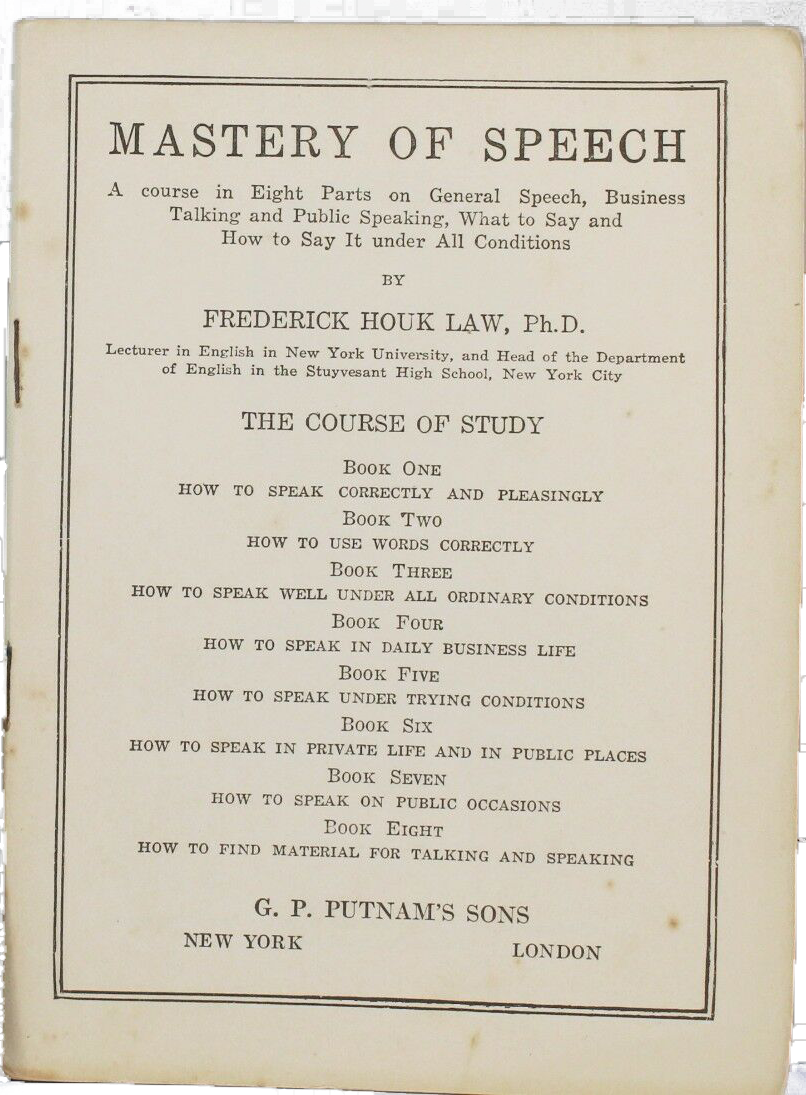 MASTERY OF SPEECH
A course in Eight Parts on General Speech, Business
Talking and Public Speaking, What to Say and
How to Say It under All Conditions
BY
FREDERICK HOUK LAW, Ph.D.
Lecturer in English in New York University, and Head of the Department
of English in the Stuyvesant High School, New York City
THE COURSE OF STUDY
BOOK ONE
HOW TO SPEAK CORRECTLY AND PLEASINGLY
BOOK TWO
HOW TO USE WORDS CORRECTLY
BOOK THREE
HOW TO SPEAK WELL UNDER ALL ORDINARY CONDITIONS
BOOK FOUR
HOW TO SPEAK IN DAILY BUSINESS LIFE
BOOK FIVE
HOW TO SPEAK UNDER TRYING CONDITIONS
BOOK SIX
HOW TO SPEAK IN PRIVATE LIFE AND IN PUBLIC PLACES
BOOK SEVEN
HOW TO SPEAK ON PUBLIC OCCASIONS
BOOK EIGHT
HOW TO FIND MATERIAL FOR TALKING AND SPEAKING
G. P. PUTNAM'S SONS
NEW YORK LONDON